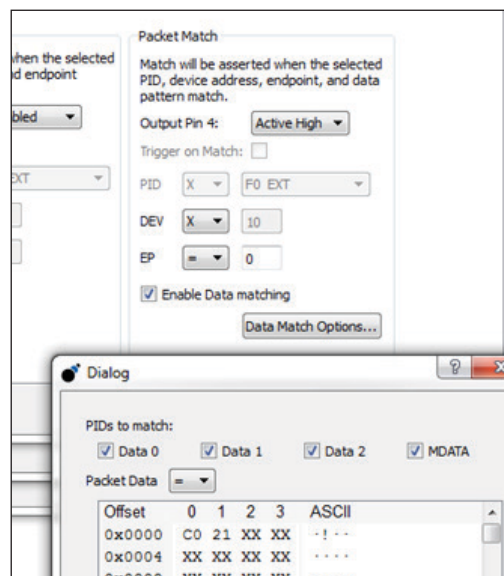 Packet Match
when the selected
nd endpoint
Match will be asserted when the selected
PID, device address, endpoint, and data
pattern match.
bled
Output Pin 4: Active High
Trigger on Match:
EXT
PID X F0 EXT
DEV X 10
EP = 0
Enable Data matching
Data Match Options...
Dialog
? X
PIDs to match:
Data 0 Data 1 Data 2 MDATA
Packet Data =
Offset 0 1 2 3 ASCII
0x0000 C0 21 XX XX ·!··
0x0004 XX XX XX XX ····